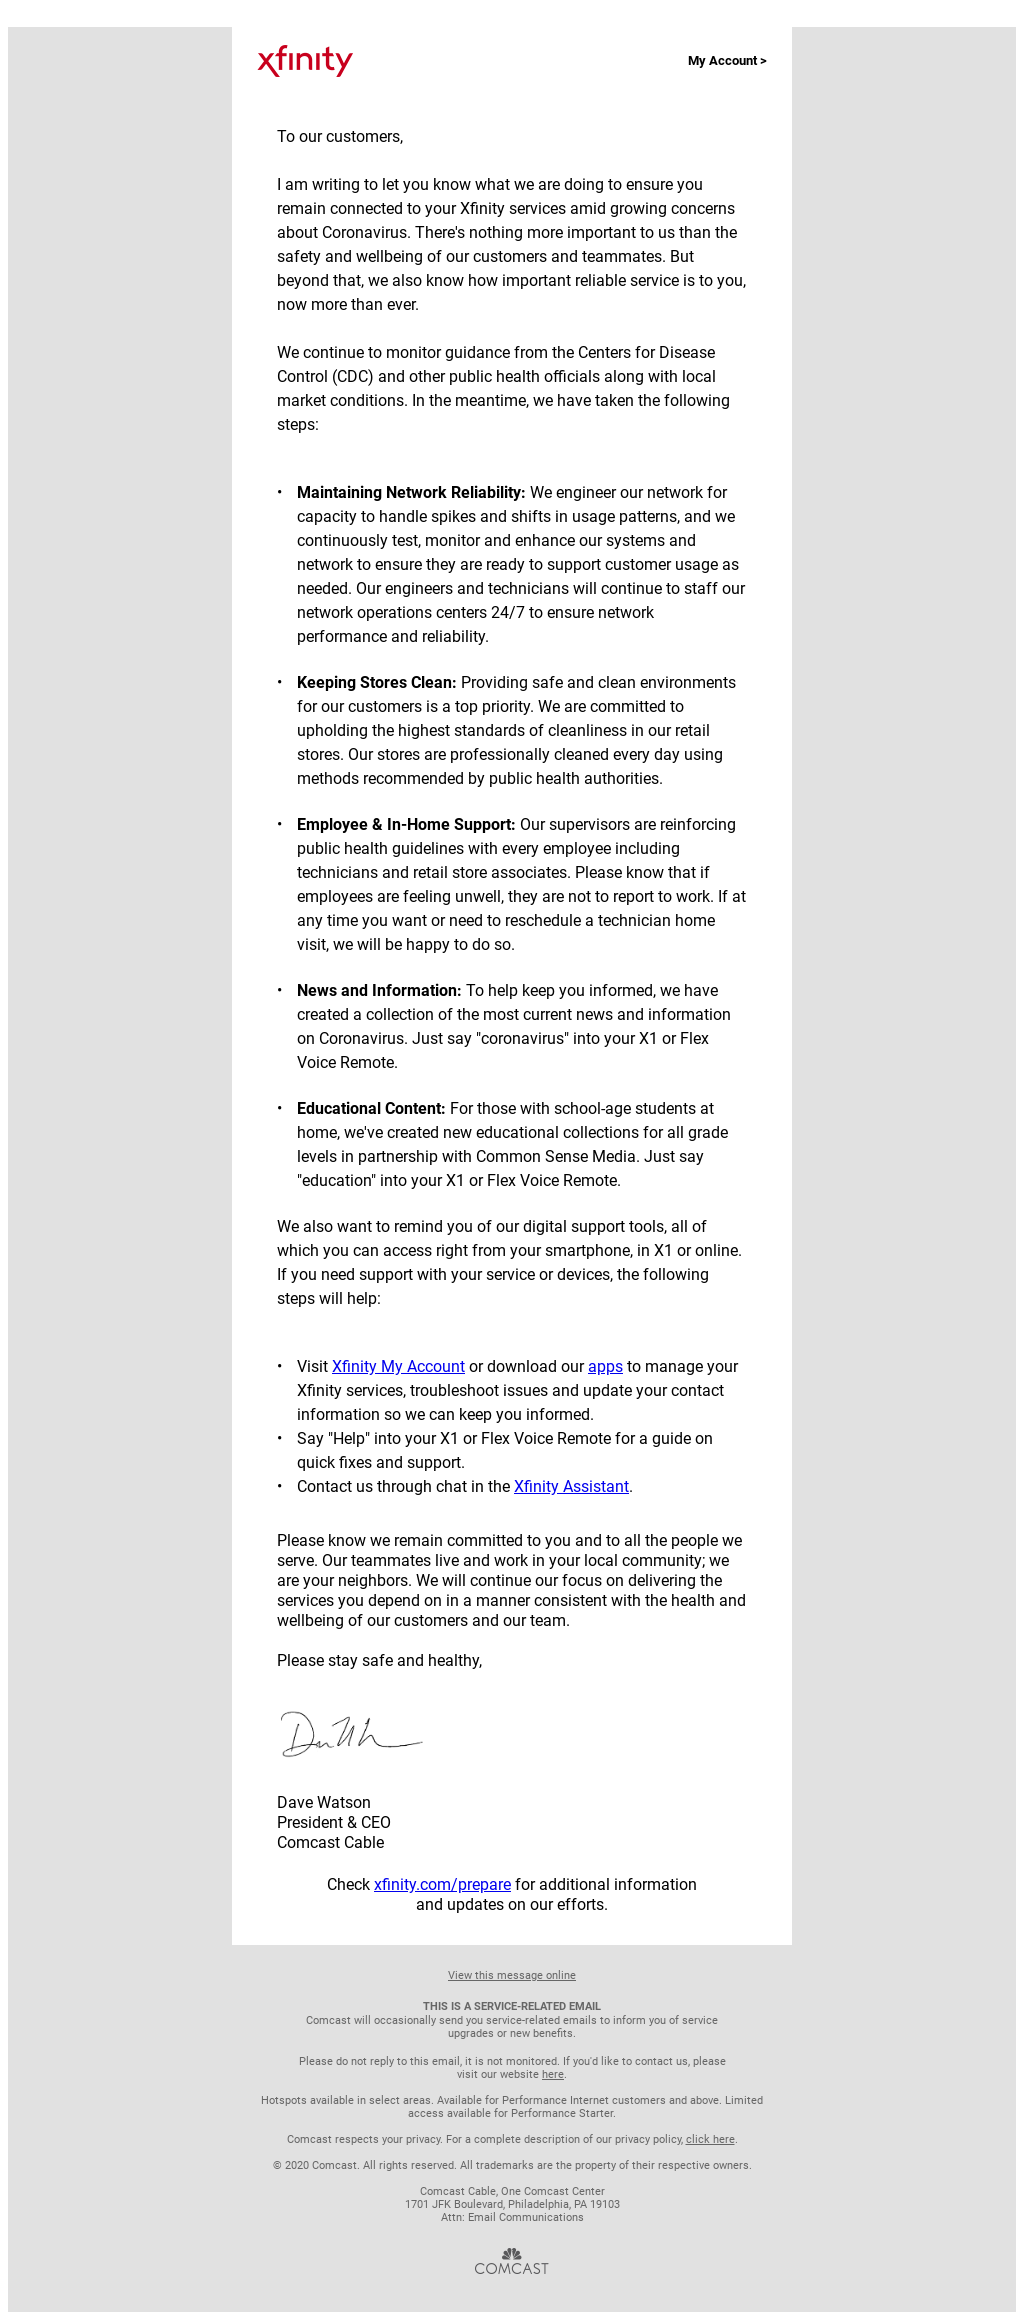 xfinity
My Account >
To our customers,
I am writing to let you know what we are doing to ensure you
remain connected to your Xfinity services amid growing concerns
about Coronavirus. There's nothing more important to us than the
safety and wellbeing of our customers and teammates. But
beyond that, we also know how important reliable service is to you,
now more than ever.
We continue to monitor guidance from the Centers for Disease
Control (CDC) and other public health officials along with local
market conditions. In the meantime, we have taken the following
steps:
• Maintaining Network Reliability: We engineer our network for
capacity to handle spikes and shifts in usage patterns, and we
continuously test, monitor and enhance our systems and
network to ensure they are ready to support customer usage as
needed. Our engineers and technicians will continue to staff our
network operations centers 24/7 to ensure network
performance and reliability.
• Keeping Stores Clean: Providing safe and clean environments
for our customers is a top priority. We are committed to
upholding the highest standards of cleanliness in our retail
stores. Our stores are professionally cleaned every day using
methods recommended by public health authorities.
• Employee & In-Home Support: Our supervisors are reinforcing
public health guidelines with every employee including
technicians and retail store associates. Please know that if
employees are feeling unwell, they are not to report to work. If at
any time you want or need to reschedule a technician home
visit, we will be happy to do so.
• News and Information: To help keep you informed, we have
created a collection of the most current news and information
on Coronavirus. Just say "coronavirus" into your X1 or Flex
Voice Remote.
• Educational Content: For those with school-age students at
home, we've created new educational collections for all grade
levels in partnership with Common Sense Media. Just say
"education" into your X1 or Flex Voice Remote.
We also want to remind you of our digital support tools, all of
which you can access right from your smartphone, in X1 or online.
If you need support with your service or devices, the following
steps will help:
• Visit Xfinity My Account or download our apps to manage your
Xfinity services, troubleshoot issues and update your contact
information so we can keep you informed.
• Say "Help" into your X1 or Flex Voice Remote for a guide on
quick fixes and support.
• Contact us through chat in the Xfinity Assistant.
Please know we remain committed to you and to all the people we
serve. Our teammates live and work in your local community; we
are your neighbors. We will continue our focus on delivering the
services you depend on in a manner consistent with the health and
wellbeing of our customers and our team.
Please stay safe and healthy,
Dave Watson
President & CEO
Comcast Cable
Check xfinity.com/prepare for additional information
and updates on our efforts.
View this message online
THIS IS A SERVICE-RELATED EMAIL
Comcast will occasionally send you service-related emails to inform you of service
upgrades or new benefits.
Please do not reply to this email, it is not monitored. If you'd like to contact us, please
visit our website here.
Hotspots available in select areas. Available for Performance Internet customers and above. Limited
access available for Performance Starter.
Comcast respects your privacy. For a complete description of our privacy policy, click here.
© 2020 Comcast. All rights reserved. All trademarks are the property of their respective owners.
Comcast Cable, One Comcast Center
1701 JFK Boulevard, Philadelphia, PA 19103
Attn: Email Communications
COMCAST